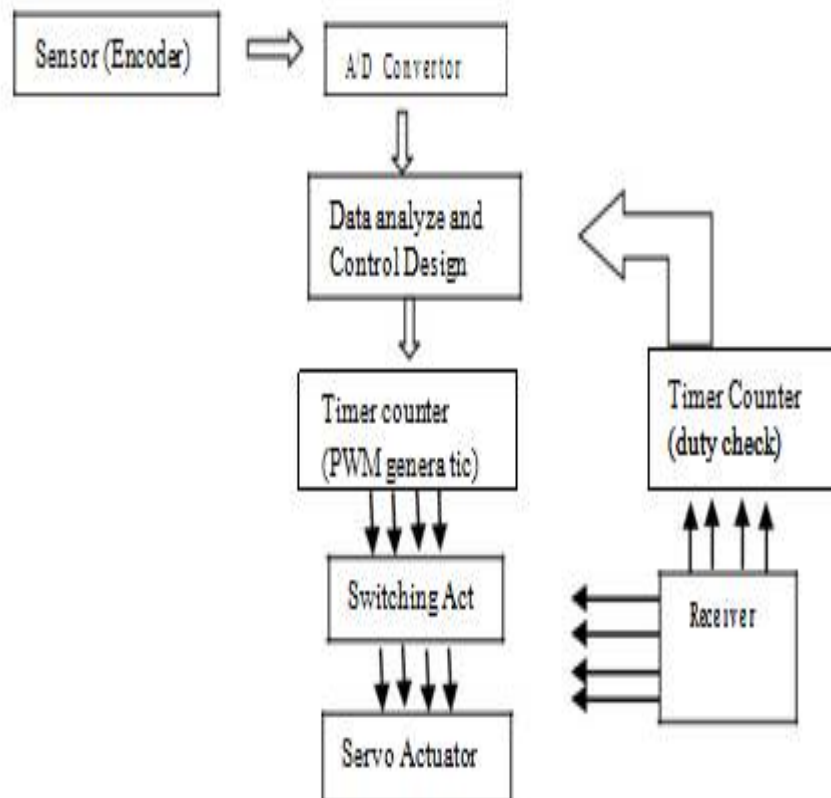 Sensor (Encoder)
A/D Convertor
Data analyze and
Control Design
Timer counter
(PWM genera tic)
Timer Counter
(duty check)
Switching Act
Receiver
Servo Actuator